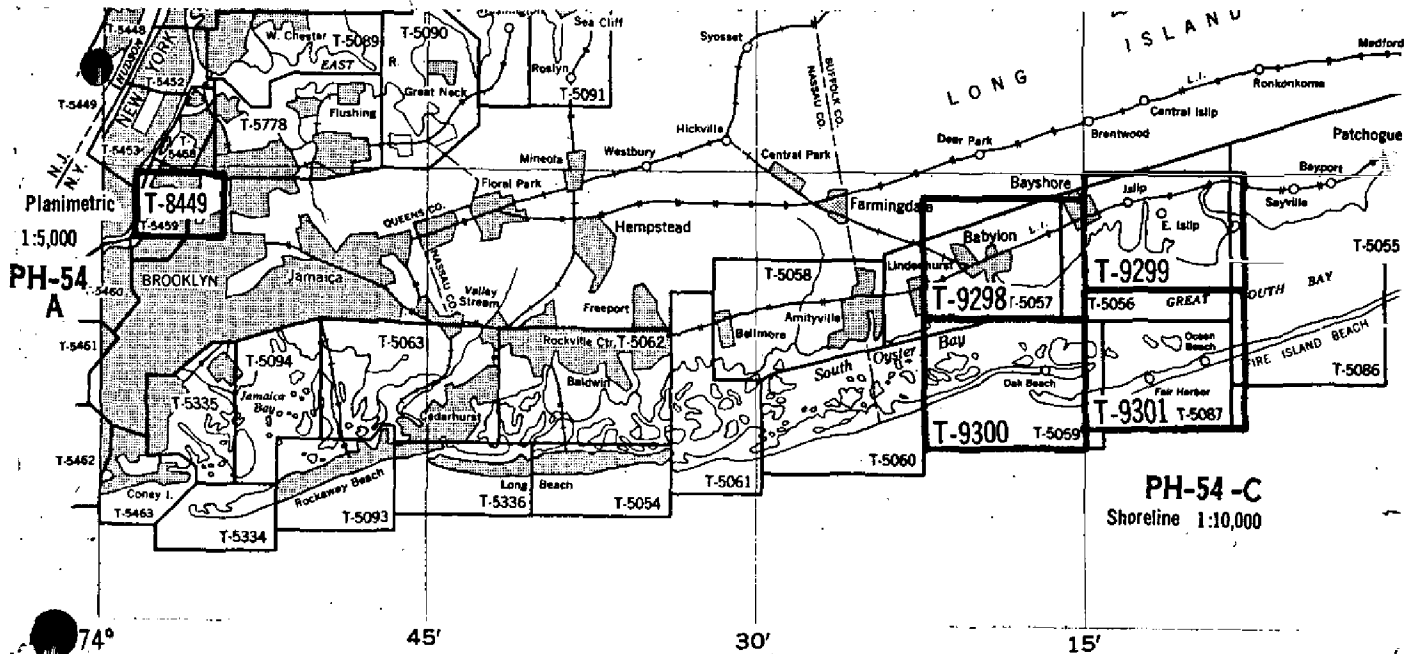 T-5448
HUDSON
NEW YORK
T-5452
T-5449
T-5453
T-5458
N.J.
N.Y.
W. Chester
T-5089
EAST
R.
T-5090
Great Neck
Sea Cliff
Roslyn
T-5091
Flushing
T-5778
Syosset
SUFFOLK CO.
NASSAU CO.
LONG
ISLAND
L.I.
Medford
Ronkonkoma
Central Islip
Brentwood
Deer Park
Hickville
Westbury
Mineola
Central Park
Patchogue
Bayport
Sayville
Bayshore
Islip
E. Islip
Planimetric
1:5,000
T-8449
T-5459
PH-54
A
Floral Park
QUEENS CO.
NASSAU CO.
Hempstead
Farmingdale
Babylon
L.I.
Lindenhurst
T-9298
T-5057
T-9299
T-5055
BROOKLYN
Jamaica
T-5460
Valley
Stream
Freeport
T-5058
Bellmore
Amityville
T-5056
GREAT
SOUTH BAY
T-5461
T-5094
T-5063
Rockville Ctr.
T-5062
Baldwin
South Oyster Bay
Oak Beach
Ocean
Beach
FIRE ISLAND BEACH
Fair Harbor
T-5086
T-5335
Jamaica
Bay
Cedarhurst
T-9300
T-5059
T-9301
T-5087
T-5462
Coney I.
T-5463
T-5334
Rockaway Beach
T-5093
Long Beach
T-5336
T-5054
T-5061
T-5060
PH-54-C
Shoreline 1:10,000
74°
45'
30'
15'